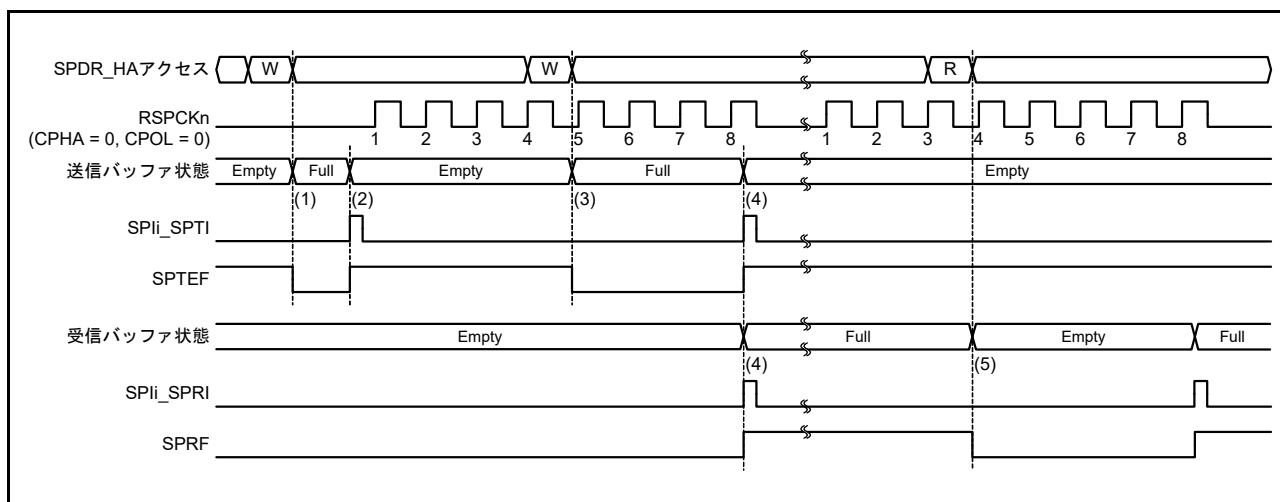 SPDR_HAアクセス W W R
RSPCKn
(CPHA = 0, CPOL = 0) 1 2 3 4 5 6 7 8 1 2 3 4 5 6 7 8
送信バッファ状態 Empty Full Empty Full Empty
(1) (2) (3) (4)
SPIi_SPTI
SPTEF
受信バッファ状態 Empty Full Empty Full
(4) (5)
SPIi_SPRI
SPRF